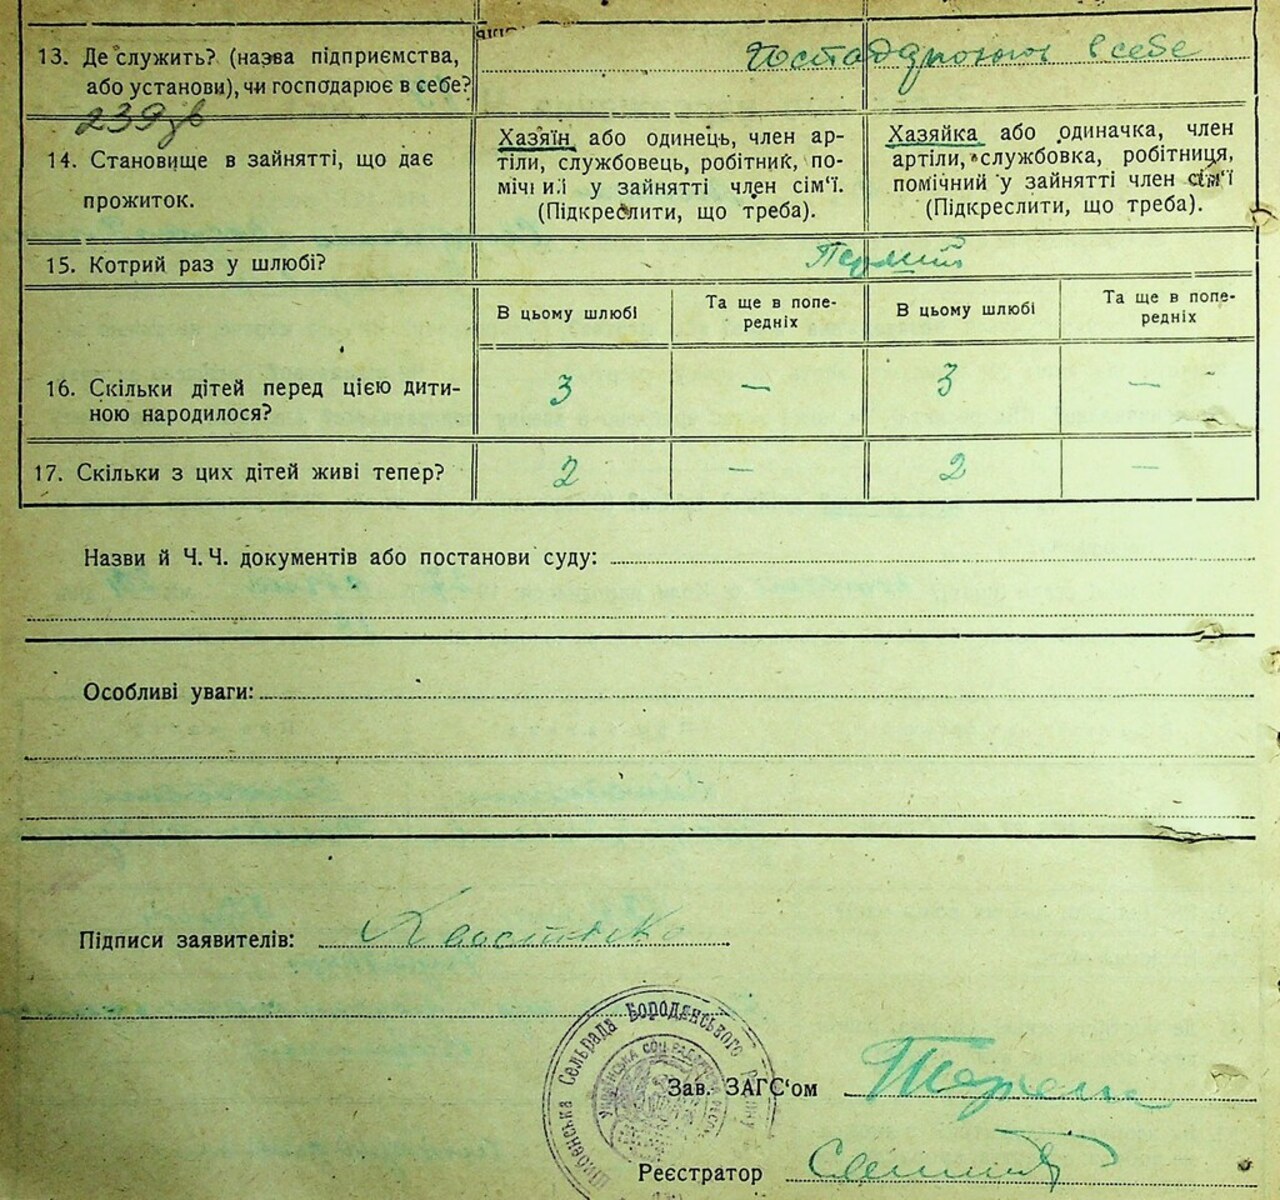 13. Де служить? (назва підприємства, або установи), чи господарює в себе?
Господарюють в себе
239зв
14. Становище в зайнятті, що дає прожиток.
Хазяїн або одинець, член ар-
тілі, службовець, робітник, по-
мічний у зайнятті член сім'ї.
(Підкреслити, що треба).
Хазяйка або одиначка, член
артілі, службовка, робітниця,
помічний у зайнятті член сім'ї
(Підкреслити, що треба).
15. Котрий раз у шлюбі?
Перший
В цьому шлюбі
Та ще в попе-
редніх
В цьому шлюбі
Та ще в попе-
редніх
16. Скільки дітей перед цією дити-
ною народилося?
3 — 3 —
17. Скільки з цих дітей живі тепер?
2 — 2 —
Назви й Ч.Ч. документів або постанови суду:
Особливі уваги:
Підписи заявителів:
Сельрада Бородянського району
Зав. ЗАГС'ом
Реєстратор